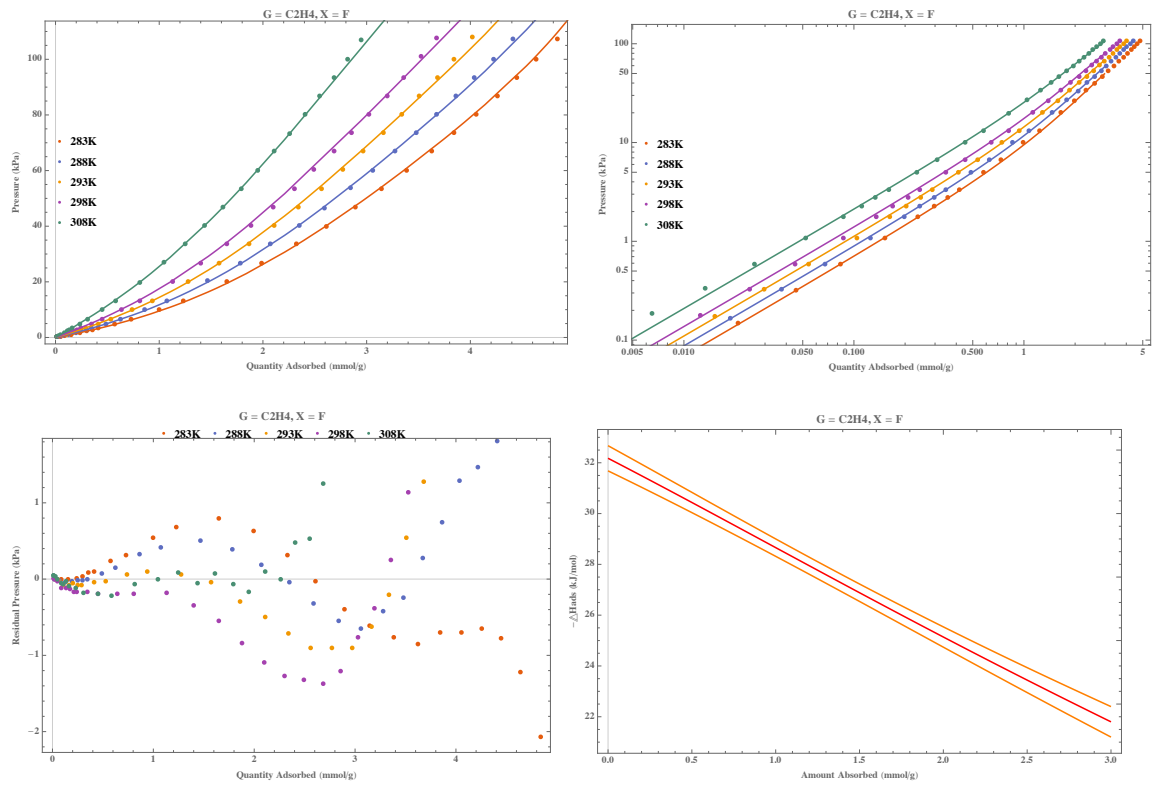 G = C2H4, X = F
Pressure (kPa)
100
80
60
40
20
0
283K
288K
293K
298K
308K
0 1 2 3 4
Quantity Adsorbed (mmol/g)
G = C2H4, X = F
Pressure (kPa)
100
50
10
5
1
0.5
0.1
283K
288K
293K
298K
308K
0.005 0.010 0.050 0.100 0.500 1 5
Quantity Abdsorbed (mmol/g)
G = C2H4, X = F
283K 288K 293K 298K 308K
Residual Pressure (kPa)
1
0
−1
−2
0 1 2 3 4
Quantity Adsorbed (mmol/g)
G = C2H4, X = F
−△Hads (kJ/mol)
32
30
28
26
24
22
0.0 0.5 1.0 1.5 2.0 2.5 3.0
Amount Absorbed (mmol/g)